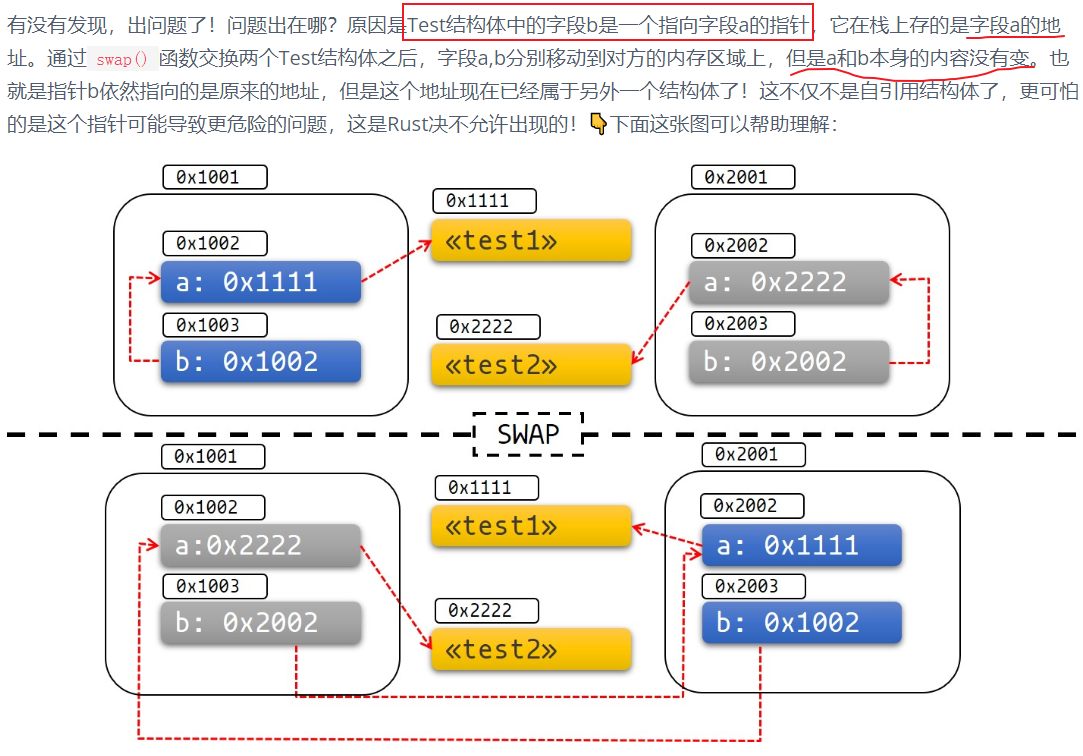 有没有发现，出问题了！问题出在哪？原因是Test结构体中的字段b是一个指向字段a的指针，它在栈上存的是字段a的地
址。通过 swap() 函数交换两个Test结构体之后，字段a,b分别移动到对方的内存区域上，但是a和b本身的内容没有变。也
就是指针b依然指向的是原来的地址，但是这个地址现在已经属于另外一个结构体了！这不仅不是自引用结构体了，更可怕
的是这个指针可能导致更危险的问题，这是Rust决不允许出现的！👇下面这张图可以帮助理解：
0x1001
0x1002
a: 0x1111
0x1003
b: 0x1002
0x1111
«test1»
0x2222
«test2»
0x2001
0x2002
a: 0x2222
0x2003
b: 0x2002
SWAP
0x1001
0x1002
a:0x2222
0x1003
b: 0x2002
0x1111
«test1»
0x2222
«test2»
0x2001
0x2002
a: 0x1111
0x2003
b: 0x1002